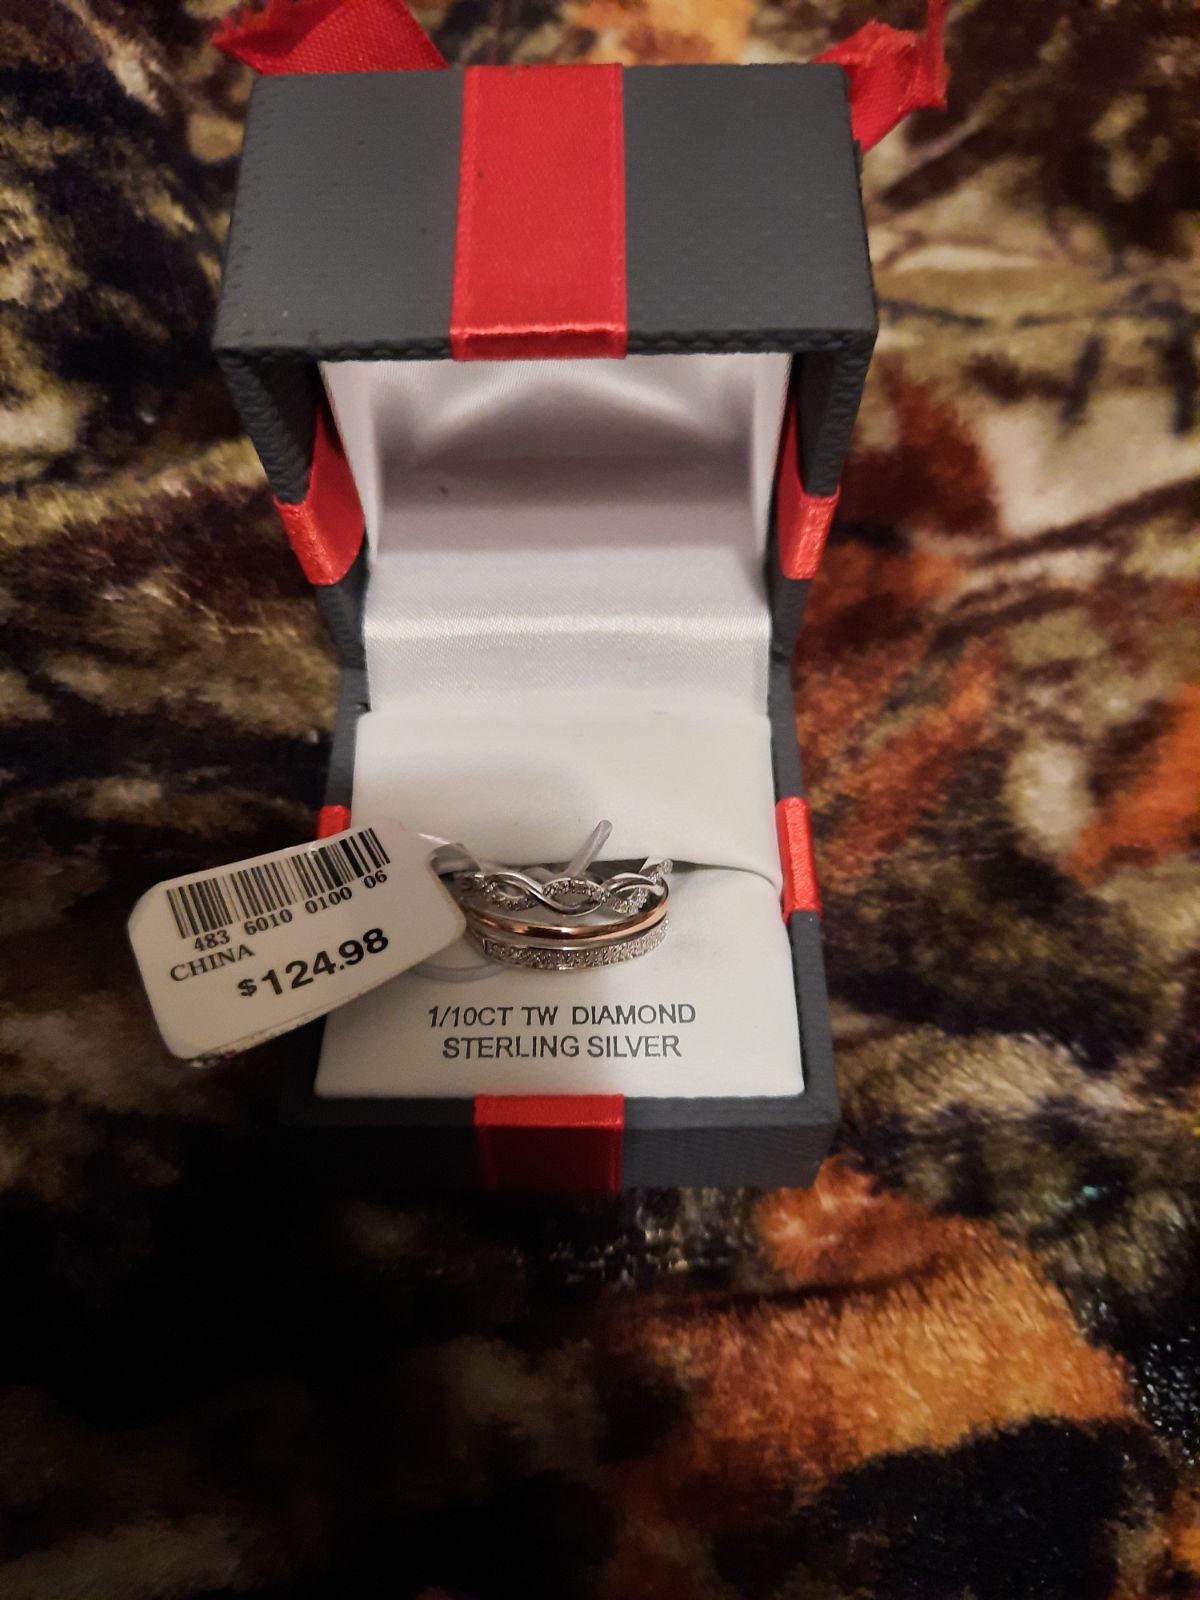 483 6010 0100 06
CHINA
$124.98
1/10CT TW DIAMOND
STERLING SILVER